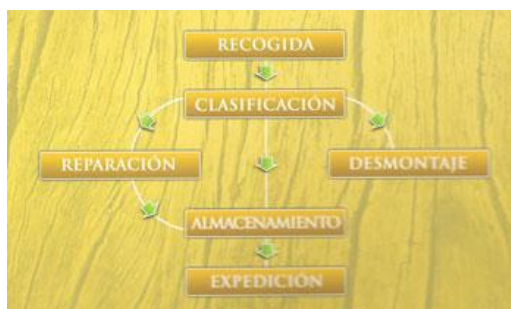 RECOGIDA
CLASIFICACIÓN
REPARACIÓN
DESMONTAJE
ALMACENAMIENTO
EXPEDICIÓN